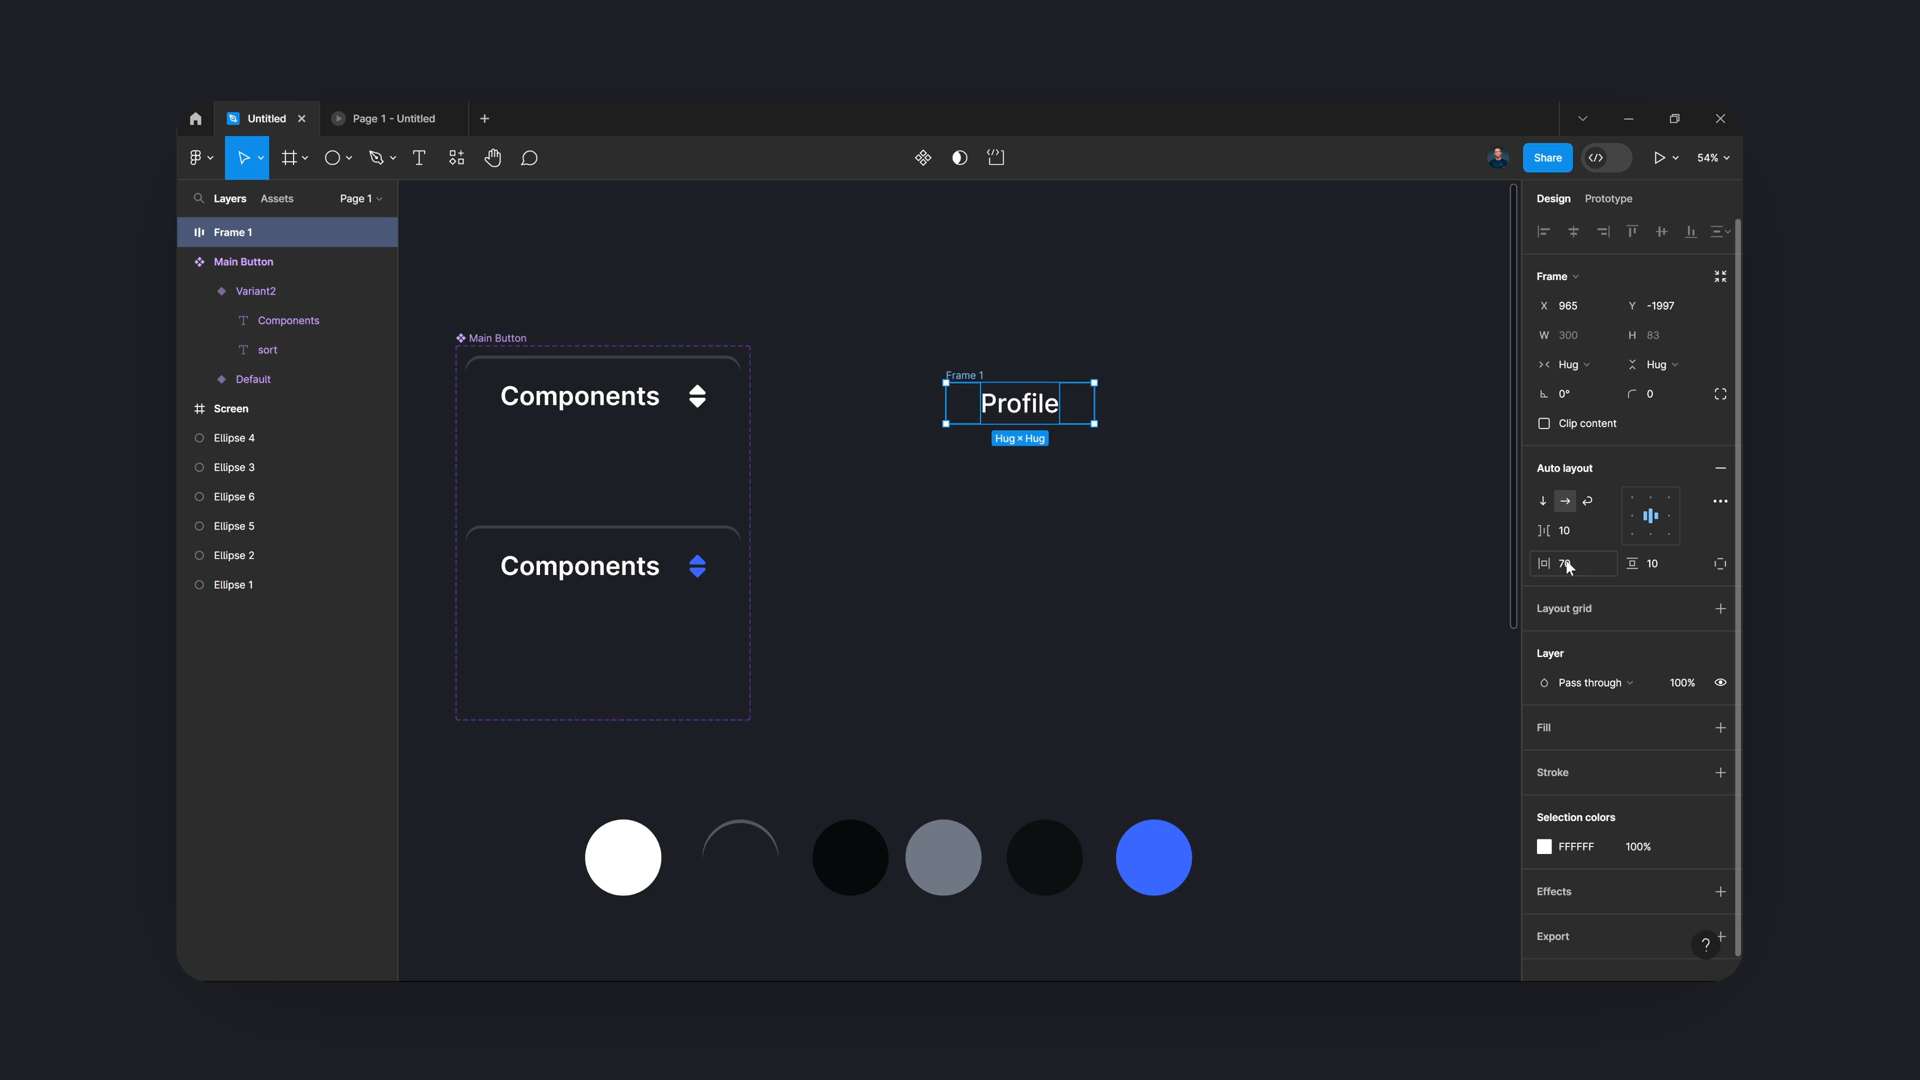 Untitled
Page 1 - Untitled
Share
54%
Layers
Assets
Page 1
Frame 1
Main Button
Variant2
Components
sort
Default
Screen
Ellipse 4
Ellipse 3
Ellipse 6
Ellipse 5
Ellipse 2
Ellipse 1
Main Button
Components
Components
Frame 1
Profile
Hug × Hug
Design
Prototype
Frame
X 965
Y -1997
W 300
H 83
Hug
Hug
0°
0
Clip content
Auto layout
10
70
10
Layout grid
Layer
Pass through
100%
Fill
Stroke
Selection colors
FFFFFF
100%
Effects
Export
?